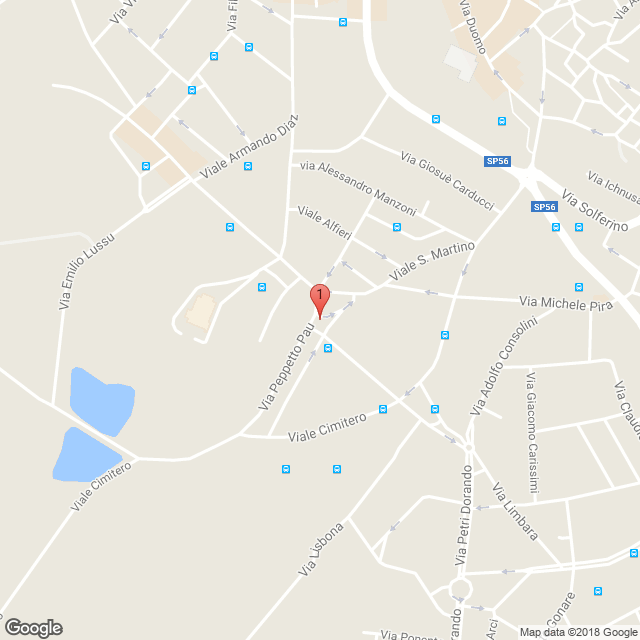 Via Duomo
Viale Armando Diaz
via Alessandro Manzoni
Via Giosuè Carducci
SP56
SP56
Via Solferino
Via Ichnusa
Viale Alfieri
Viale S. Martino
Via Emilio Lussu
1
Via Michele Pira
Via Peppetto Pau
Via Adolfo Consolini
Via Giacomo Carissimi
Viale Cimitero
Viale Cimitero
Via Petri Dorando
Via Limbara
Via Lisbona
Google
Map data ©2018 Google